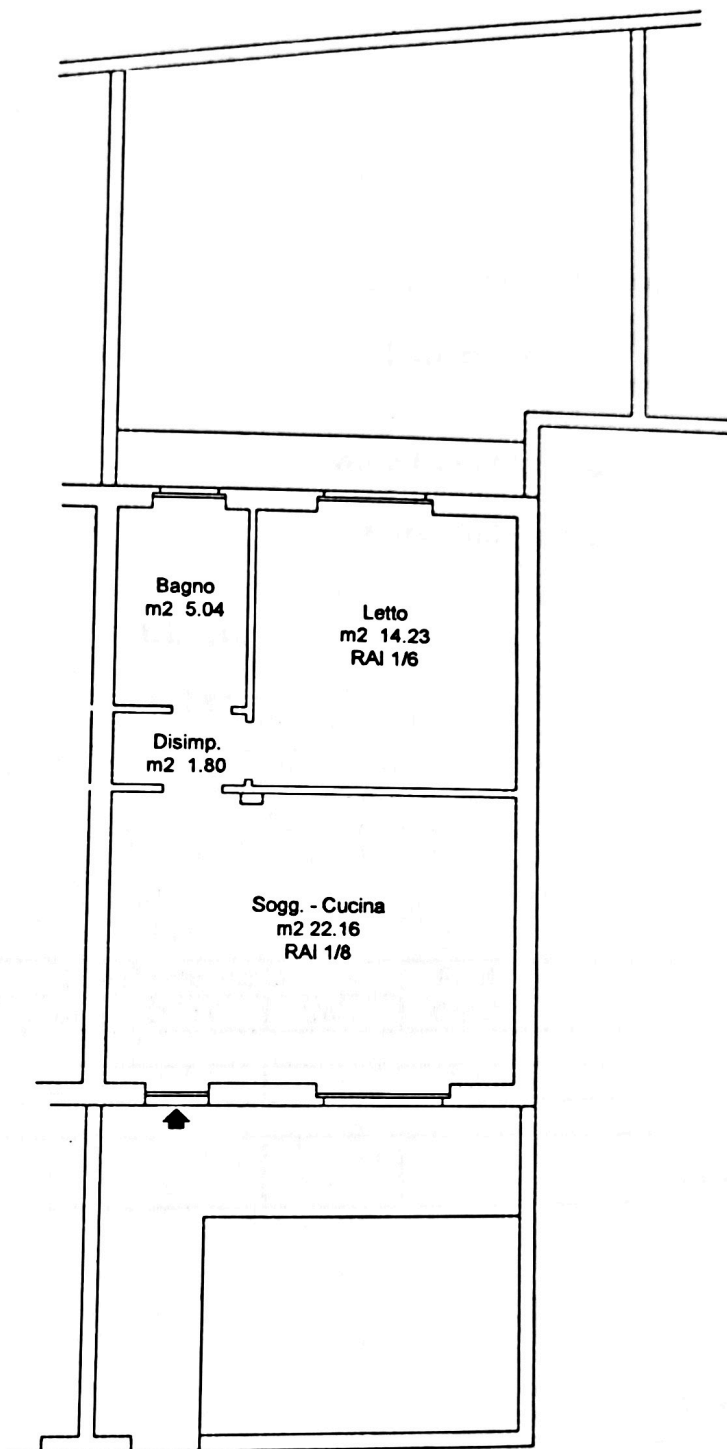 Bagno
m2 5.04
Letto
m2 14.23
RAI 1/6
Disimp.
m2 1.80
Sogg. - Cucina
m2 22.16
RAI 1/8